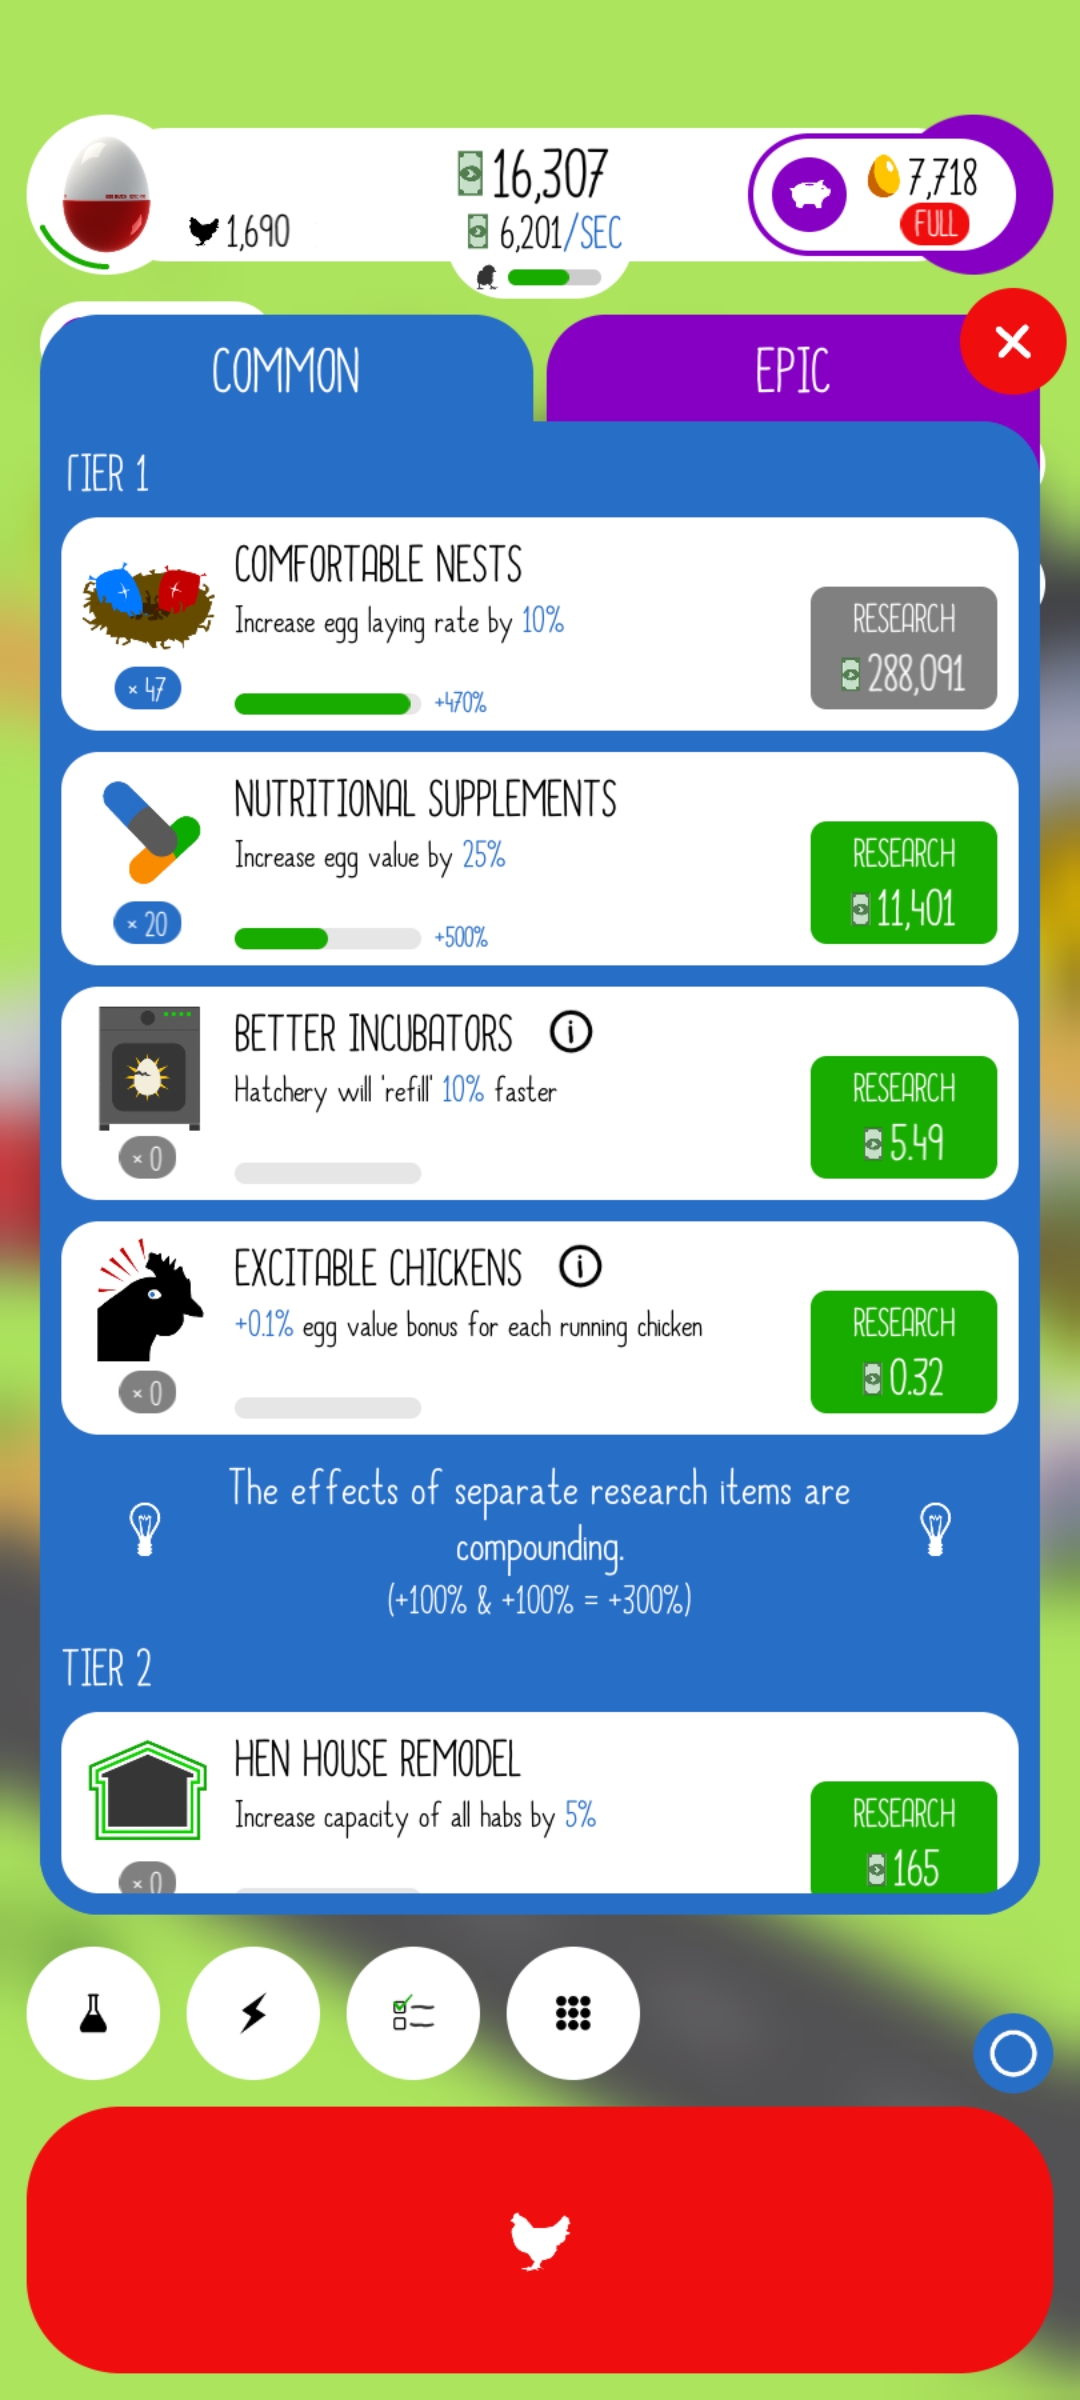 16,307
7,718
1,690
6,201/SEC
FULL
COMMON
EPIC
TIER 1
COMFORTABLE NESTS
Increase egg laying rate by 10%
RESEARCH
288,091
× 47
+470%
NUTRITIONAL SUPPLEMENTS
Increase egg value by 25%
RESEARCH
11,401
× 20
+500%
BETTER INCUBATORS
Hatchery will 'refill' 10% faster
RESEARCH
5.49
× 0
EXCITABLE CHICKENS
+0.1% egg value bonus for each running chicken
RESEARCH
0.32
× 0
The effects of separate research items are
compounding.
(+100% & +100% = +300%)
TIER 2
HEN HOUSE REMODEL
Increase capacity of all habs by 5%
RESEARCH
165
× 0